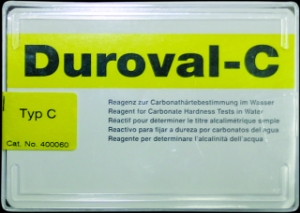 Duroval-C
Typ C
Cat. No. 400060
Reagenz zur Carbonathärtebestimmung im Wasser
Reagent for Carbonate Hardness Tests in Water
Réactif pour déterminer le titre alcalimétrique simple
Reactivo para fijar a dureza por carbonatos del agua
Reagente per determinare l'alcalinità dell'acqua